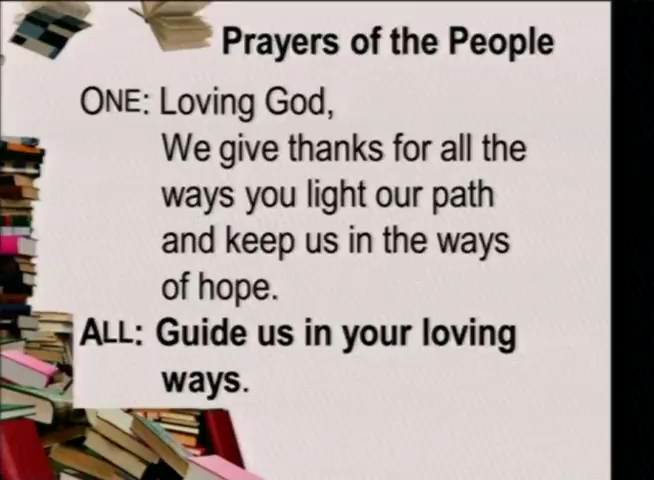 Prayers of the People
ONE: Loving God,
We give thanks for all the
ways you light our path
and keep us in the ways
of hope.
ALL: Guide us in your loving
ways.